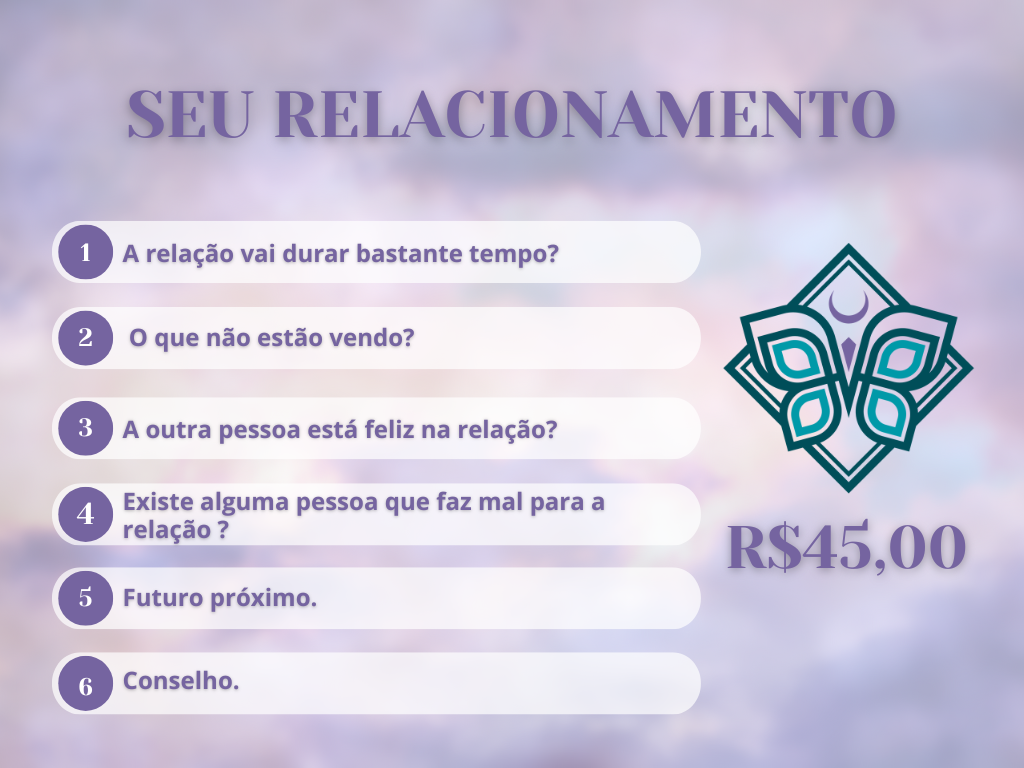 SEU RELACIONAMENTO
1 A relação vai durar bastante tempo?
2 O que não estão vendo?
3 A outra pessoa está feliz na relação?
4 Existe alguma pessoa que faz mal para a
relação ?
5 Futuro próximo.
6 Conselho.
R$45,00